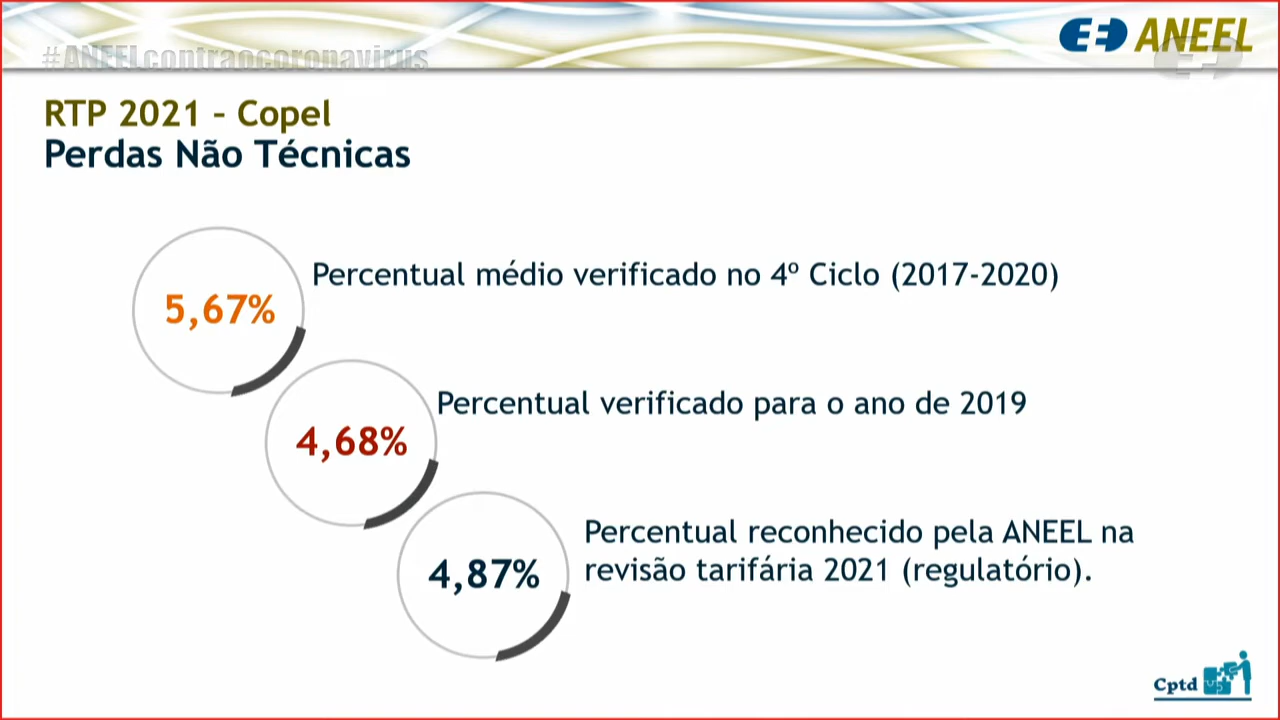 #ANEELcontraocoronavirus
ANEEL
RTP 2021 – Copel
Perdas Não Técnicas
5,67%
Percentual médio verificado no 4º Ciclo (2017-2020)
4,68%
Percentual verificado para o ano de 2019
4,87%
Percentual reconhecido pela ANEEL na
revisão tarifária 2021 (regulatório).
Cptd